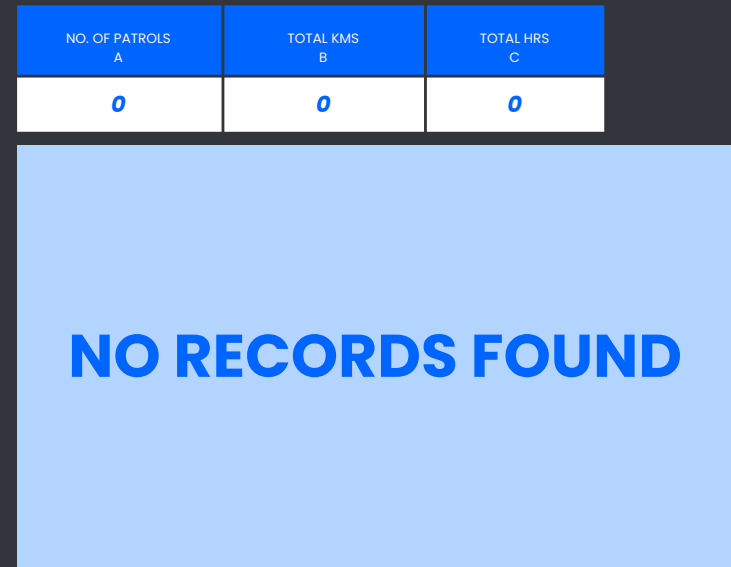 NO. OF PATROLS
A
TOTAL KMS
B
TOTAL HRS
C
0
0
0
NO RECORDS FOUND